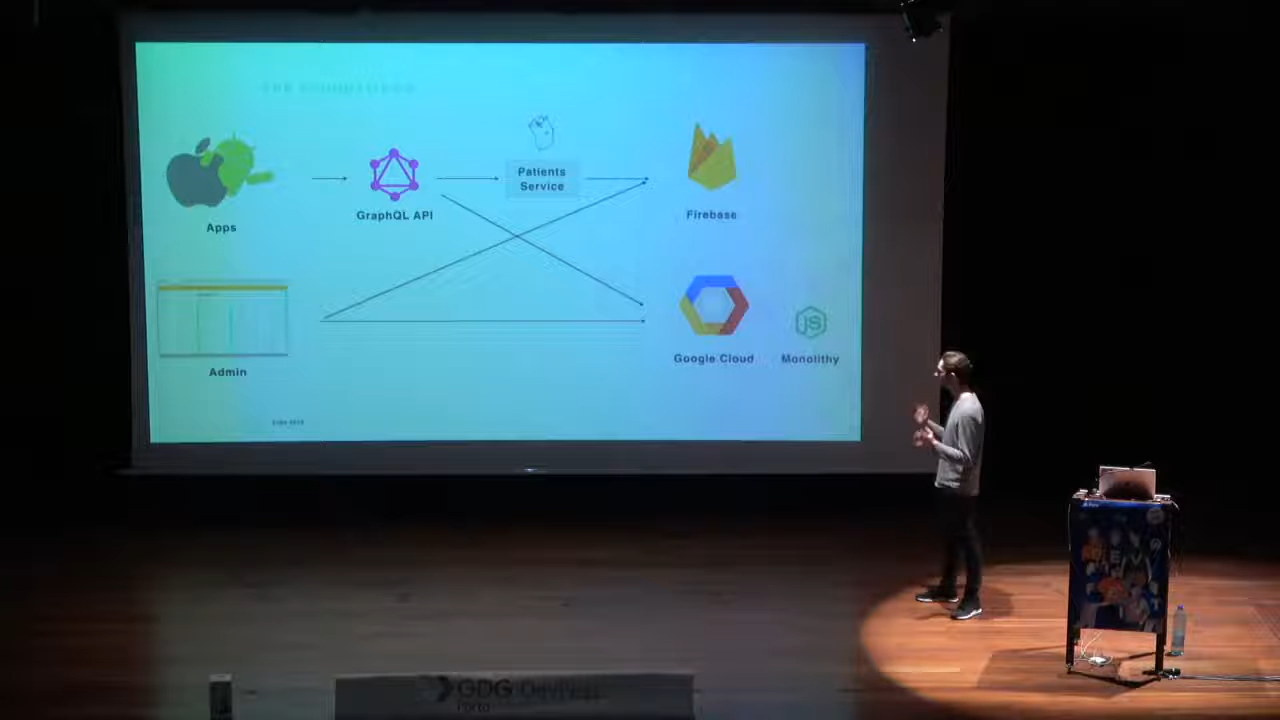 Patients
Service
GraphQL API
Firebase
Apps
JS
Google Cloud
Monolithy
Admin
GDG
Porto